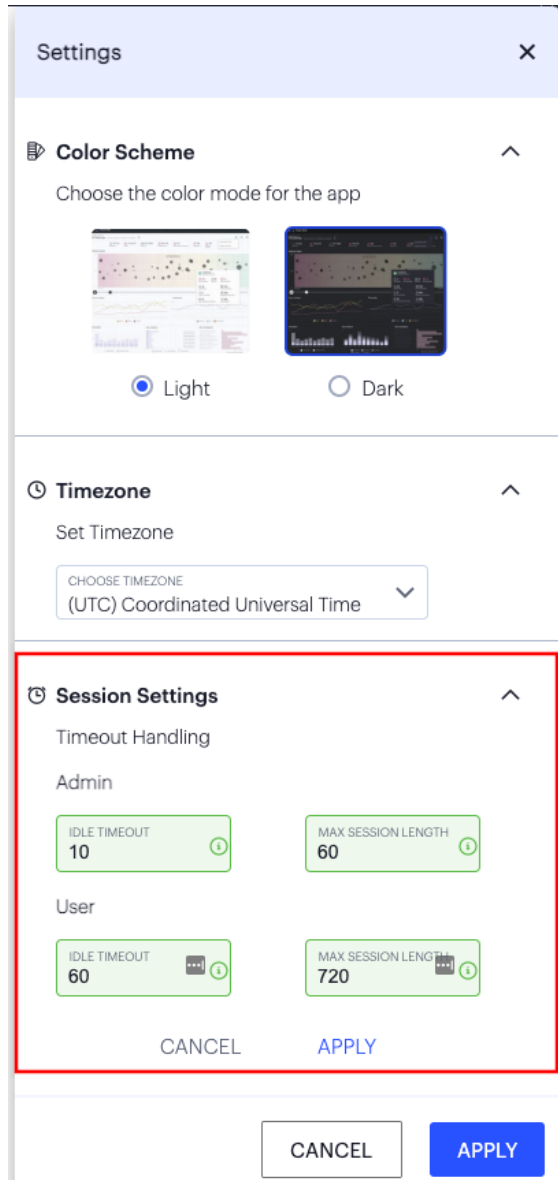 Settings
Color Scheme
Choose the color mode for the app
Light Dark
Timezone
Set Timezone
CHOOSE TIMEZONE
(UTC) Coordinated Universal Time
Session Settings
Timeout Handling
Admin
IDLE TIMEOUT MAX SESSION LENGTH
10 60
User
IDLE TIMEOUT MAX SESSION LENGTH
60 720
CANCEL APPLY
CANCEL APPLY